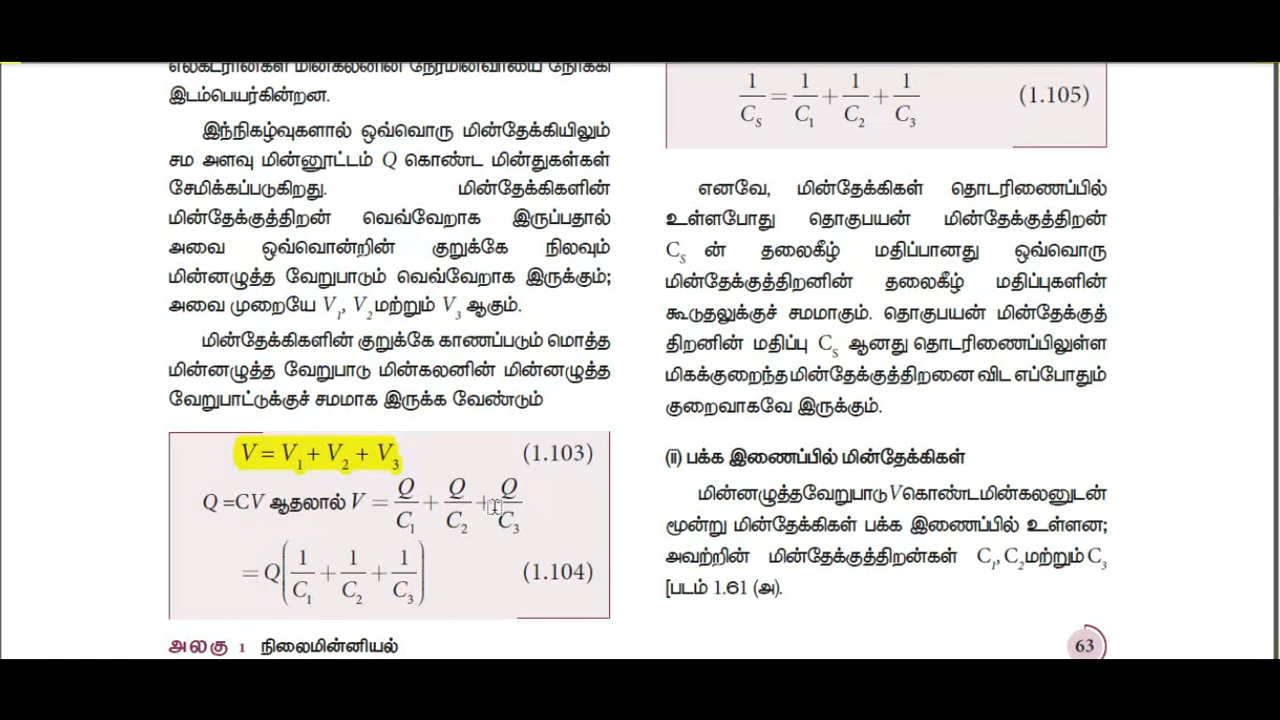 எலக்ட்ரான்கள் மின்கலனின் நேர்மின்வாயை நோக்கி
இடம்பெயர்கின்றன.
இந்நிகழ்வுகளால் ஒவ்வொரு மின்தேக்கியிலும்
சம அளவு மின்னூட்டம் Q கொண்ட மின்துகள்கள்
சேமிக்கப்படுகிறது. மின்தேக்கிகளின்
மின்தேக்குத்திறன் வெவ்வேறாக இருப்பதால்
அவை ஒவ்வொன்றின் குறுக்கே நிலவும்
மின்னழுத்த வேறுபாடும் வெவ்வேறாக இருக்கும்;
அவை முறையே V₁, V₂ மற்றும் V₃ ஆகும்.
மின்தேக்கிகளின் குறுக்கே காணப்படும் மொத்த
மின்னழுத்த வேறுபாடு மின்கலனின் மின்னழுத்த
வேறுபாட்டுக்குச் சமமாக இருக்க வேண்டும்
V = V₁ + V₂ + V₃ (1.103)
Q =CV ஆதலால் V = Q/C₁ + Q/C₂ + Q/C₃
= Q(1/C₁ + 1/C₂ + 1/C₃) (1.104)
அலகு 1 நிலைமின்னியல்
1/Cₛ = 1/C₁ + 1/C₂ + 1/C₃ (1.105)
எனவே, மின்தேக்கிகள் தொடரிணைப்பில்
உள்ளபோது தொகுபயன் மின்தேக்குத்திறன்
Cₛ ன் தலைகீழ் மதிப்பானது ஒவ்வொரு
மின்தேக்குத்திறனின் தலைகீழ் மதிப்புகளின்
கூடுதலுக்குச் சமமாகும். தொகுபயன் மின்தேக்குத்
திறனின் மதிப்பு Cₛ ஆனது தொடரிணைப்பிலுள்ள
மிகக்குறைந்த மின்தேக்குத்திறனை விட எப்போதும்
குறைவாகவே இருக்கும்.
(ii) பக்க இணைப்பில் மின்தேக்கிகள்
மின்னழுத்தவேறுபாடு V கொண்ட மின்கலனுடன்
மூன்று மின்தேக்கிகள் பக்க இணைப்பில் உள்ளன;
அவற்றின் மின்தேக்குத்திறன்கள் C₁, C₂ மற்றும் C₃
[படம் 1.61 (அ).
63